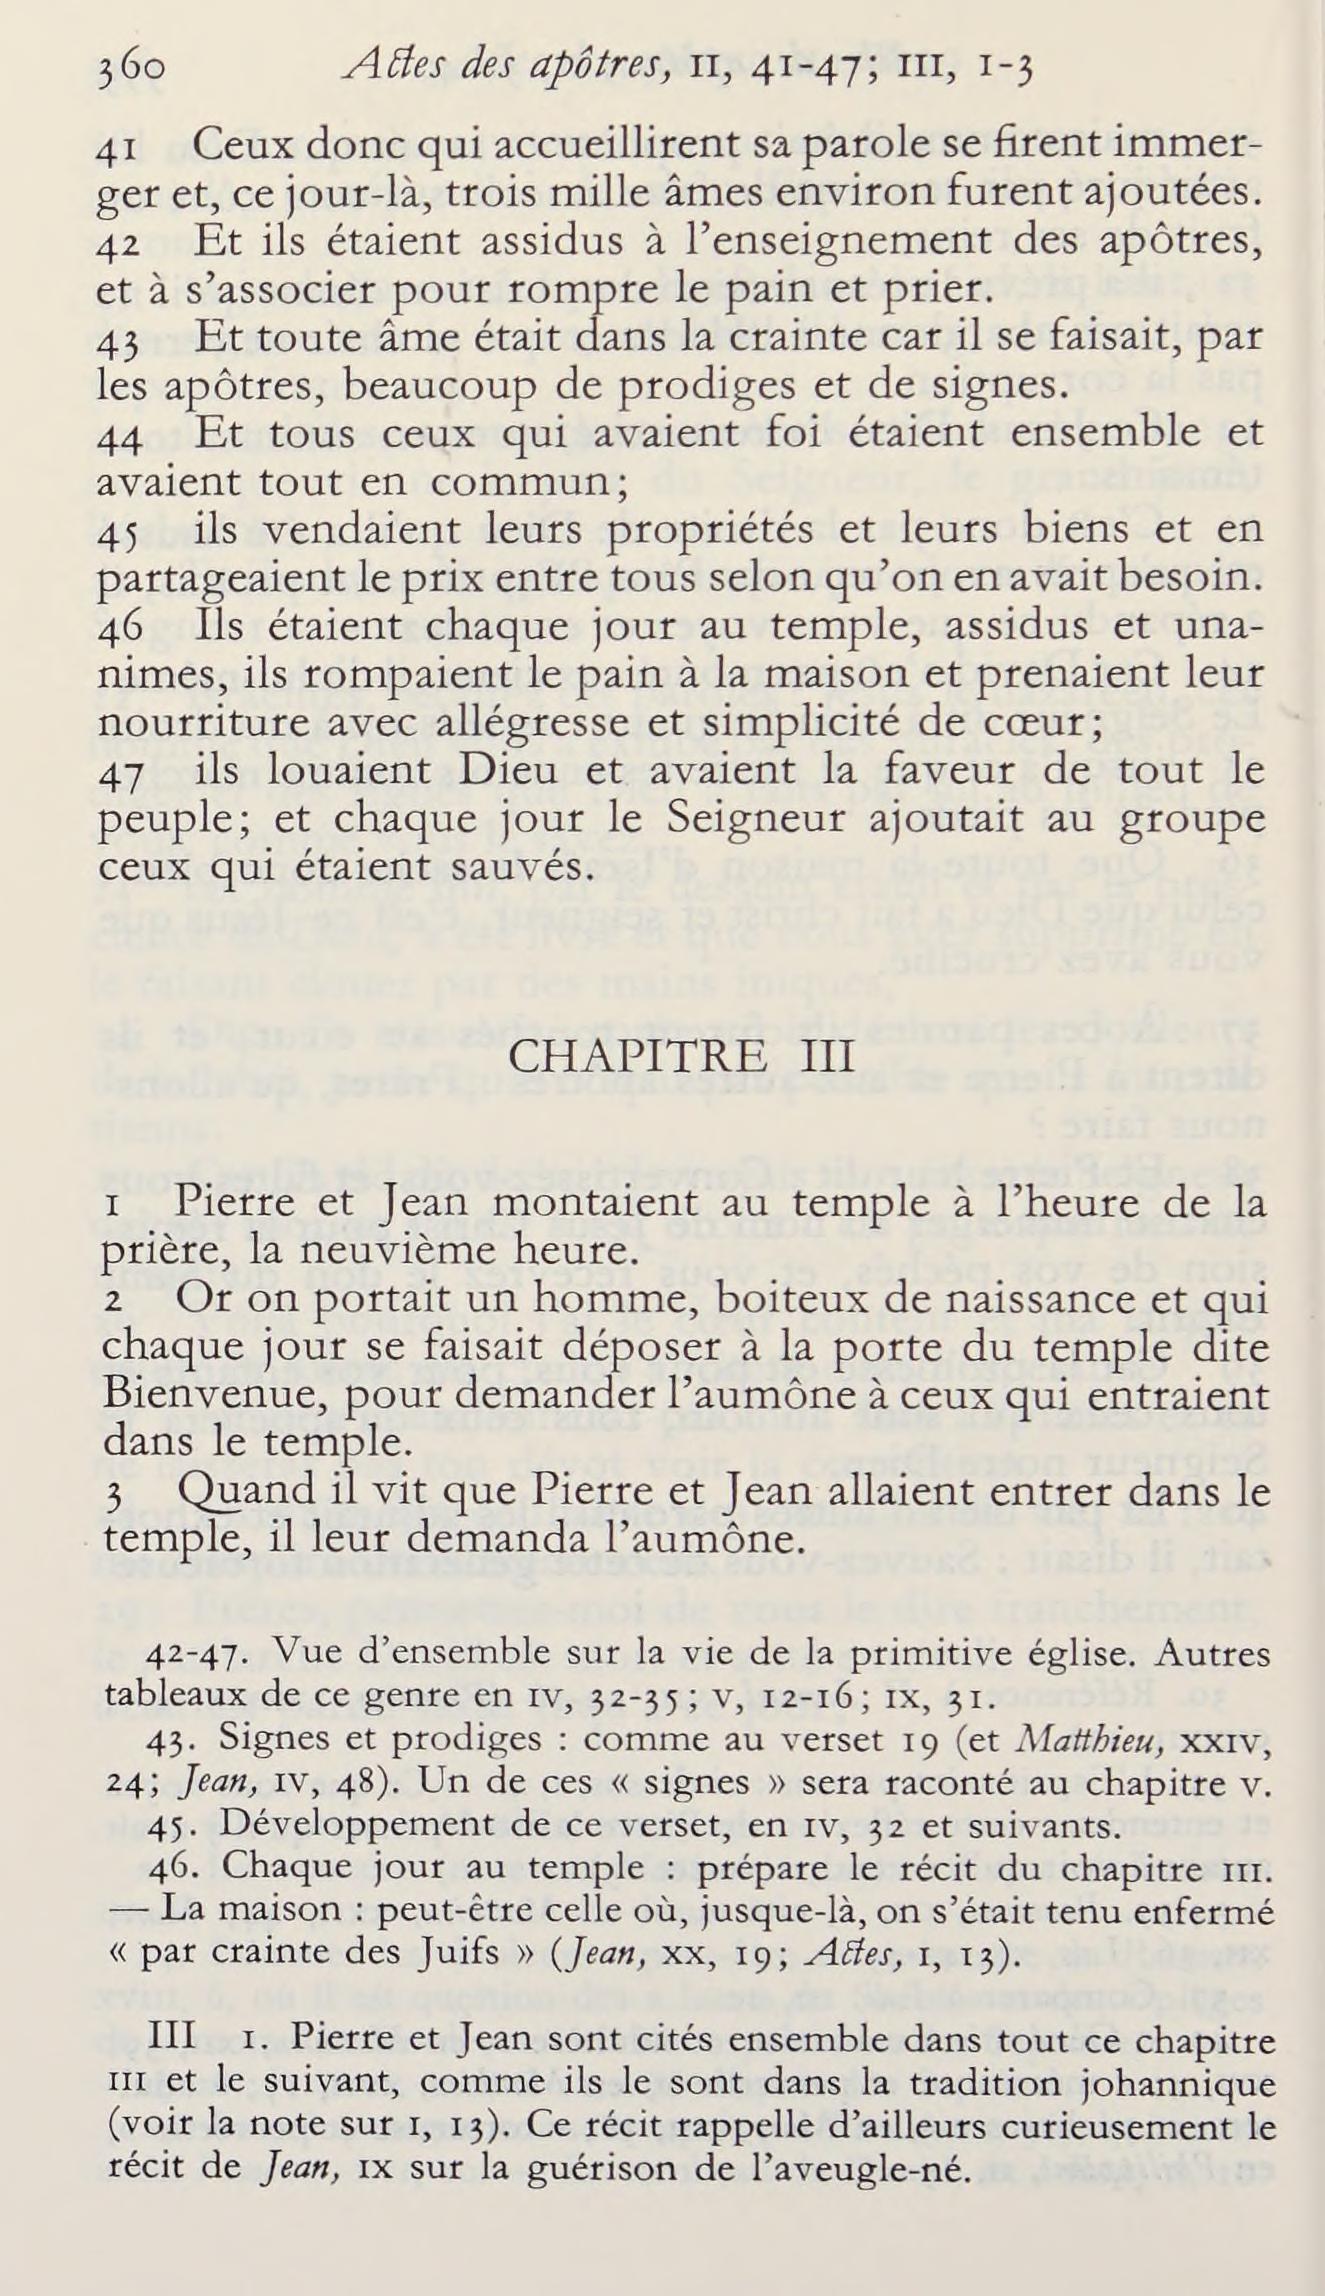 360 Actes des apôtres, II, 41-47; III, 1-3
41 Ceux donc qui accueillirent sa parole se firent immer-
ger et, ce jour-là, trois mille âmes environ furent ajoutées.
42 Et ils étaient assidus à l’enseignement des apôtres,
et à s’associer pour rompre le pain et prier.
43 Et toute âme était dans la crainte car il se faisait, par
les apôtres, beaucoup de prodiges et de signes.
44 Et tous ceux qui avaient foi étaient ensemble et
avaient tout en commun;
45 ils vendaient leurs propriétés et leurs biens et en
partageaient le prix entre tous selon qu’on en avait besoin.
46 Ils étaient chaque jour au temple, assidus et una-
nimes, ils rompaient le pain à la maison et prenaient leur
nourriture avec allégresse et simplicité de cœur;
47 ils louaient Dieu et avaient la faveur de tout le
peuple; et chaque jour le Seigneur ajoutait au groupe
ceux qui étaient sauvés.
CHAPITRE III
1 Pierre et Jean montaient au temple à l’heure de la
prière, la neuvième heure.
2 Or on portait un homme, boiteux de naissance et qui
chaque jour se faisait déposer à la porte du temple dite
Bienvenue, pour demander l’aumône à ceux qui entraient
dans le temple.
3 Quand il vit que Pierre et Jean allaient entrer dans le
temple, il leur demanda l’aumône.
42-47. Vue d’ensemble sur la vie de la primitive église. Autres
tableaux de ce genre en IV, 32-35; V, 12-16; IX, 31.
43. Signes et prodiges : comme au verset 19 (et Matthieu, XXIV,
24; Jean, IV, 48). Un de ces « signes » sera raconté au chapitre V.
45. Développement de ce verset, en IV, 32 et suivants.
46. Chaque jour au temple : prépare le récit du chapitre III.
— La maison : peut-être celle où, jusque-là, on s’était tenu enfermé
« par crainte des Juifs » (Jean, XX, 19; Actes, I, 13).
III 1. Pierre et Jean sont cités ensemble dans tout ce chapitre
III et le suivant, comme ils le sont dans la tradition johannique
(voir la note sur I, 13). Ce récit rappelle d’ailleurs curieusement le
récit de Jean, IX sur la guérison de l’aveugle-né.